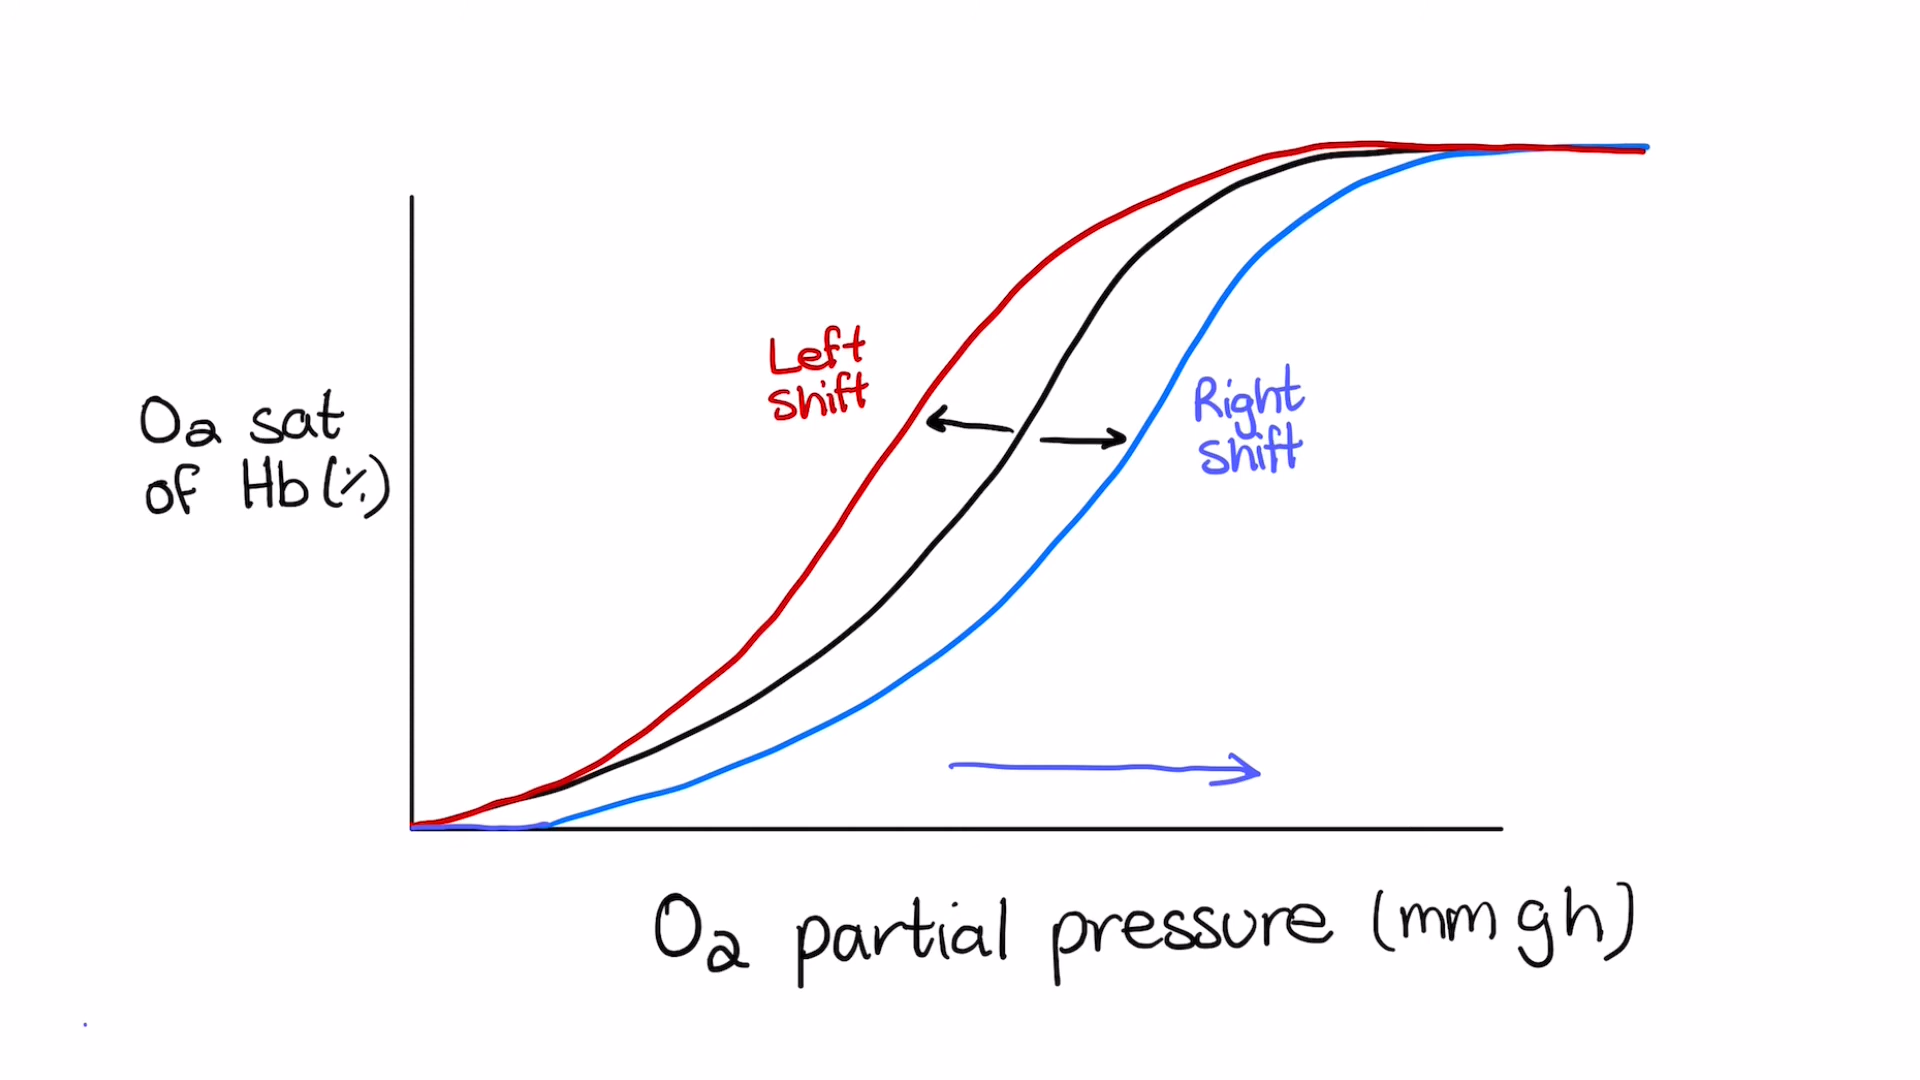 Left
shift
Right
shift
O2 sat
of Hb (%)
O2 partial pressure (mm gh)